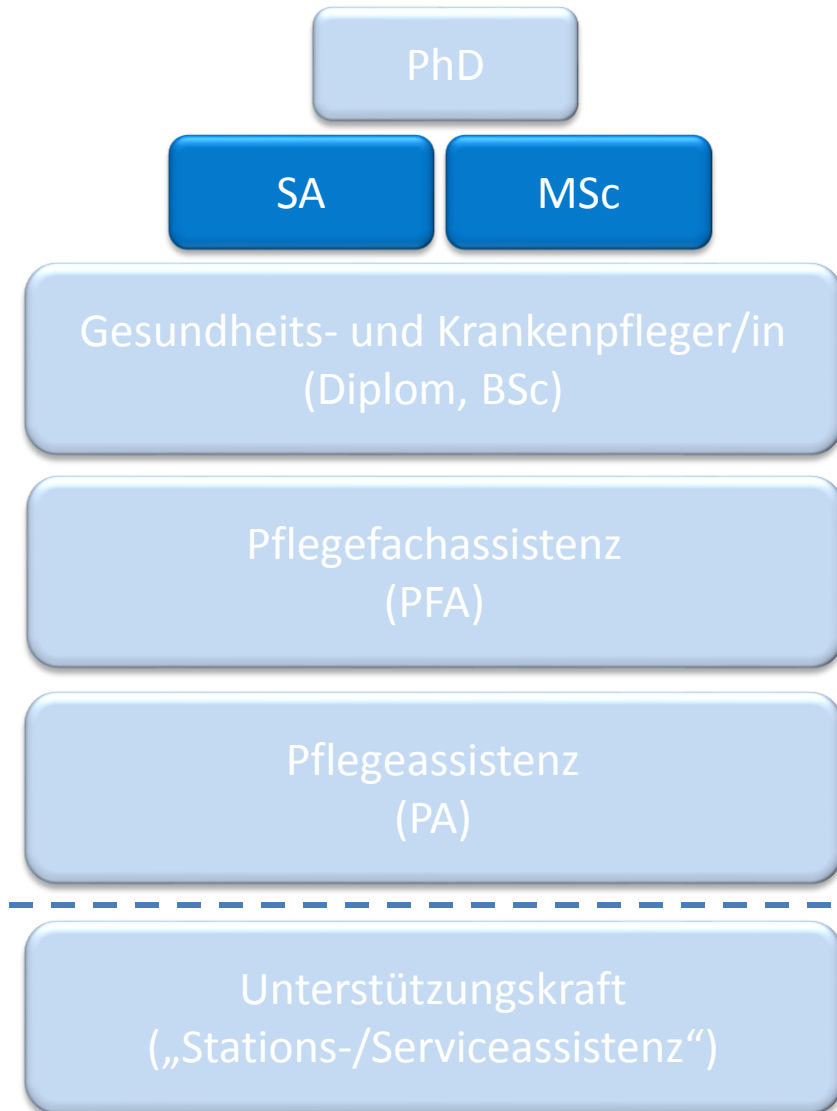 PhD
SA
MSc
Gesundheits- und Krankenpfleger/in
(Diplom, BSc)
Pflegefachassistenz
(PFA)
Pflegeassistenz
(PA)
Unterstützungskraft
(„Stations-/Serviceassistenz“)